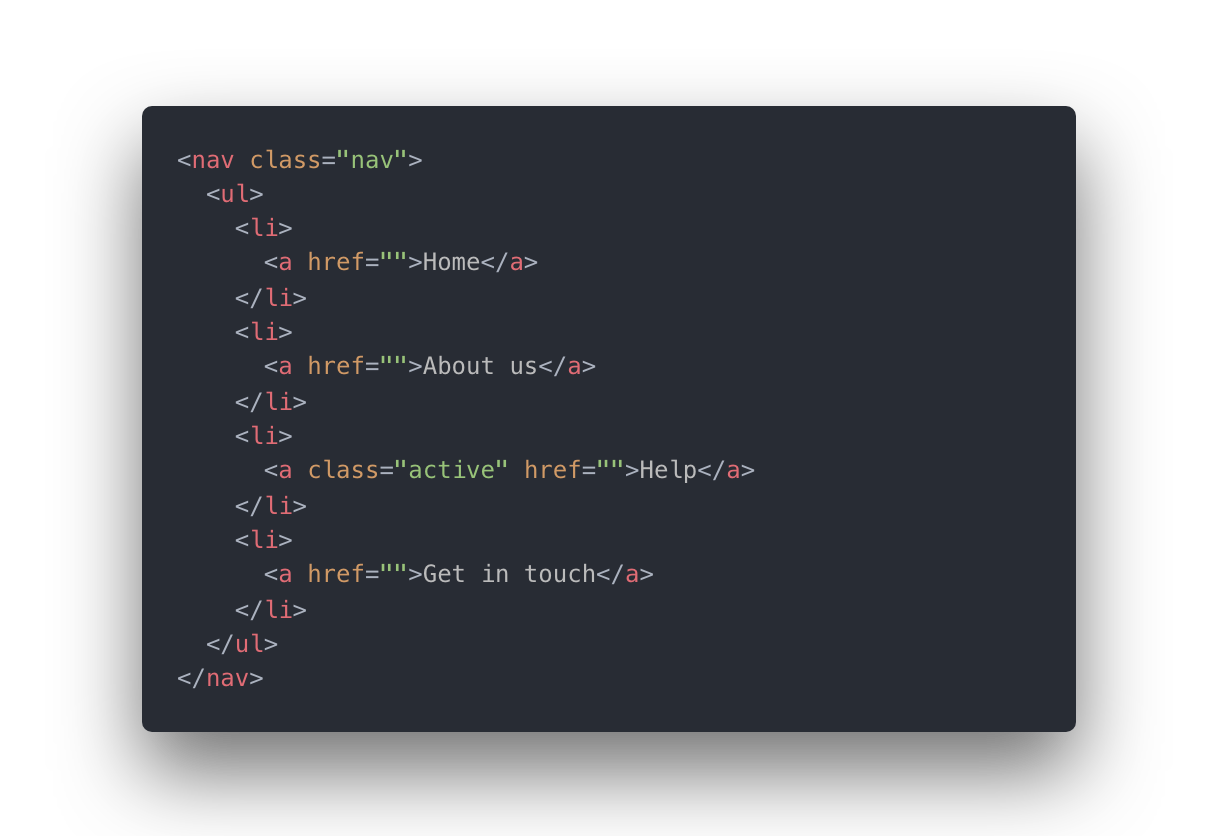 <nav class="nav">
  <ul>
    <li>
      <a href="">Home</a>
    </li>
    <li>
      <a href="">About us</a>
    </li>
    <li>
      <a class="active" href="">Help</a>
    </li>
    <li>
      <a href="">Get in touch</a>
    </li>
  </ul>
</nav>